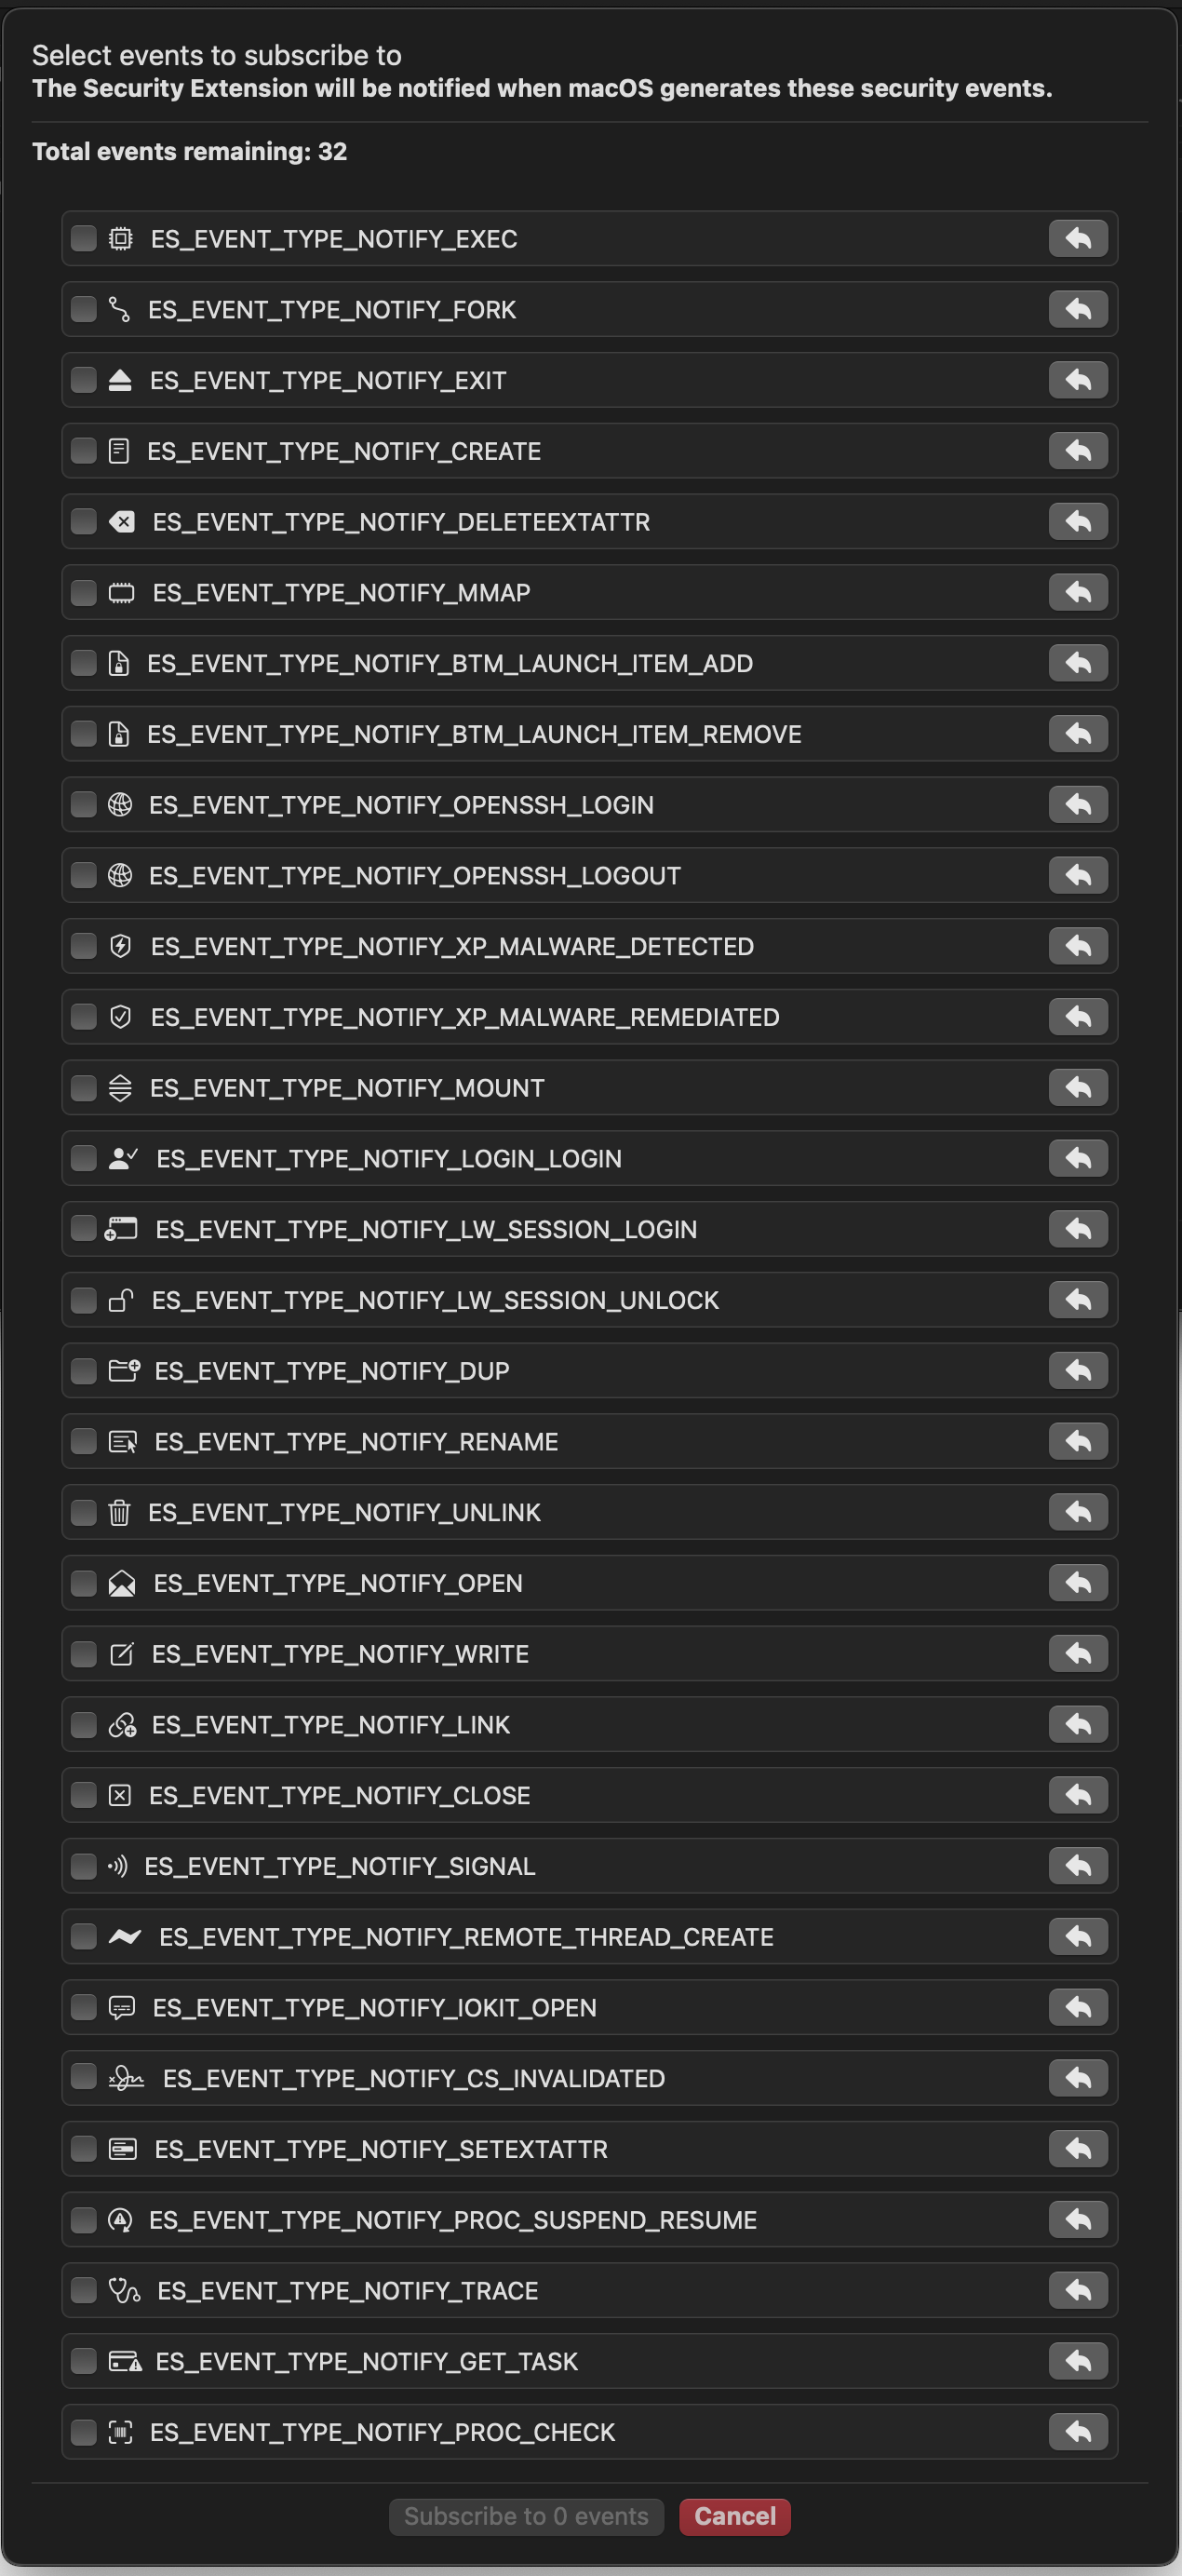 Select events to subscribe to
The Security Extension will be notified when macOS generates these security events.
Total events remaining: 32
ES_EVENT_TYPE_NOTIFY_EXEC
ES_EVENT_TYPE_NOTIFY_FORK
ES_EVENT_TYPE_NOTIFY_EXIT
ES_EVENT_TYPE_NOTIFY_CREATE
ES_EVENT_TYPE_NOTIFY_DELETEEXTATTR
ES_EVENT_TYPE_NOTIFY_MMAP
ES_EVENT_TYPE_NOTIFY_BTM_LAUNCH_ITEM_ADD
ES_EVENT_TYPE_NOTIFY_BTM_LAUNCH_ITEM_REMOVE
ES_EVENT_TYPE_NOTIFY_OPENSSH_LOGIN
ES_EVENT_TYPE_NOTIFY_OPENSSH_LOGOUT
ES_EVENT_TYPE_NOTIFY_XP_MALWARE_DETECTED
ES_EVENT_TYPE_NOTIFY_XP_MALWARE_REMEDIATED
ES_EVENT_TYPE_NOTIFY_MOUNT
ES_EVENT_TYPE_NOTIFY_LOGIN_LOGIN
ES_EVENT_TYPE_NOTIFY_LW_SESSION_LOGIN
ES_EVENT_TYPE_NOTIFY_LW_SESSION_UNLOCK
ES_EVENT_TYPE_NOTIFY_DUP
ES_EVENT_TYPE_NOTIFY_RENAME
ES_EVENT_TYPE_NOTIFY_UNLINK
ES_EVENT_TYPE_NOTIFY_OPEN
ES_EVENT_TYPE_NOTIFY_WRITE
ES_EVENT_TYPE_NOTIFY_LINK
ES_EVENT_TYPE_NOTIFY_CLOSE
ES_EVENT_TYPE_NOTIFY_SIGNAL
ES_EVENT_TYPE_NOTIFY_REMOTE_THREAD_CREATE
ES_EVENT_TYPE_NOTIFY_IOKIT_OPEN
ES_EVENT_TYPE_NOTIFY_CS_INVALIDATED
ES_EVENT_TYPE_NOTIFY_SETEXTATTR
ES_EVENT_TYPE_NOTIFY_PROC_SUSPEND_RESUME
ES_EVENT_TYPE_NOTIFY_TRACE
ES_EVENT_TYPE_NOTIFY_GET_TASK
ES_EVENT_TYPE_NOTIFY_PROC_CHECK
Subscribe to 0 events Cancel